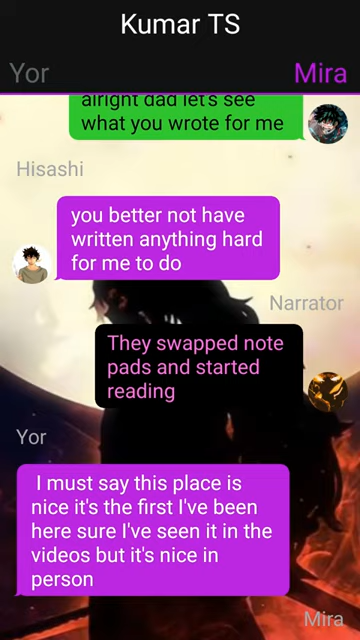 Kumar TS
Yor
Mira
alright dad let's see
what you wrote for me
Hisashi
you better not have
written anything hard
for me to do
Narrator
They swapped note
pads and started
reading
Yor
I must say this place is
nice it's the first I've been
here sure I've seen it in the
videos but it's nice in
person
Mira